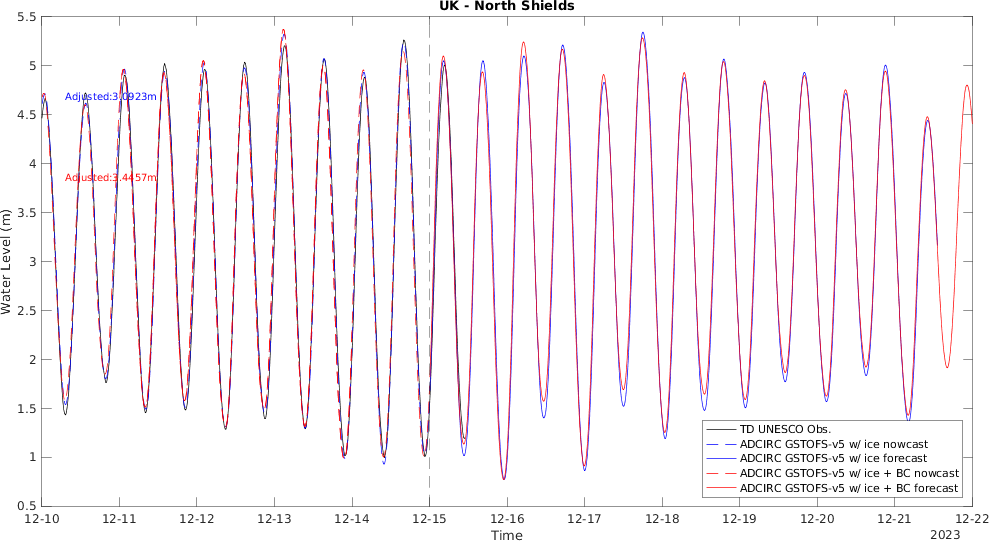 UK - North Shields
5.5
5
4.5
4
3.5
3
2.5
2
1.5
1
0.5
Water Level (m)
Adjusted:3.0923m
Adjusted:3.4457m
TD UNESCO Obs.
ADCIRC GSTOFS-v5 w/ ice nowcast
ADCIRC GSTOFS-v5 w/ ice forecast
ADCIRC GSTOFS-v5 w/ ice + BC nowcast
ADCIRC GSTOFS-v5 w/ ice + BC forecast
12-10 12-11 12-12 12-13 12-14 12-15 12-16 12-17 12-18 12-19 12-20 12-21 12-22
Time
2023